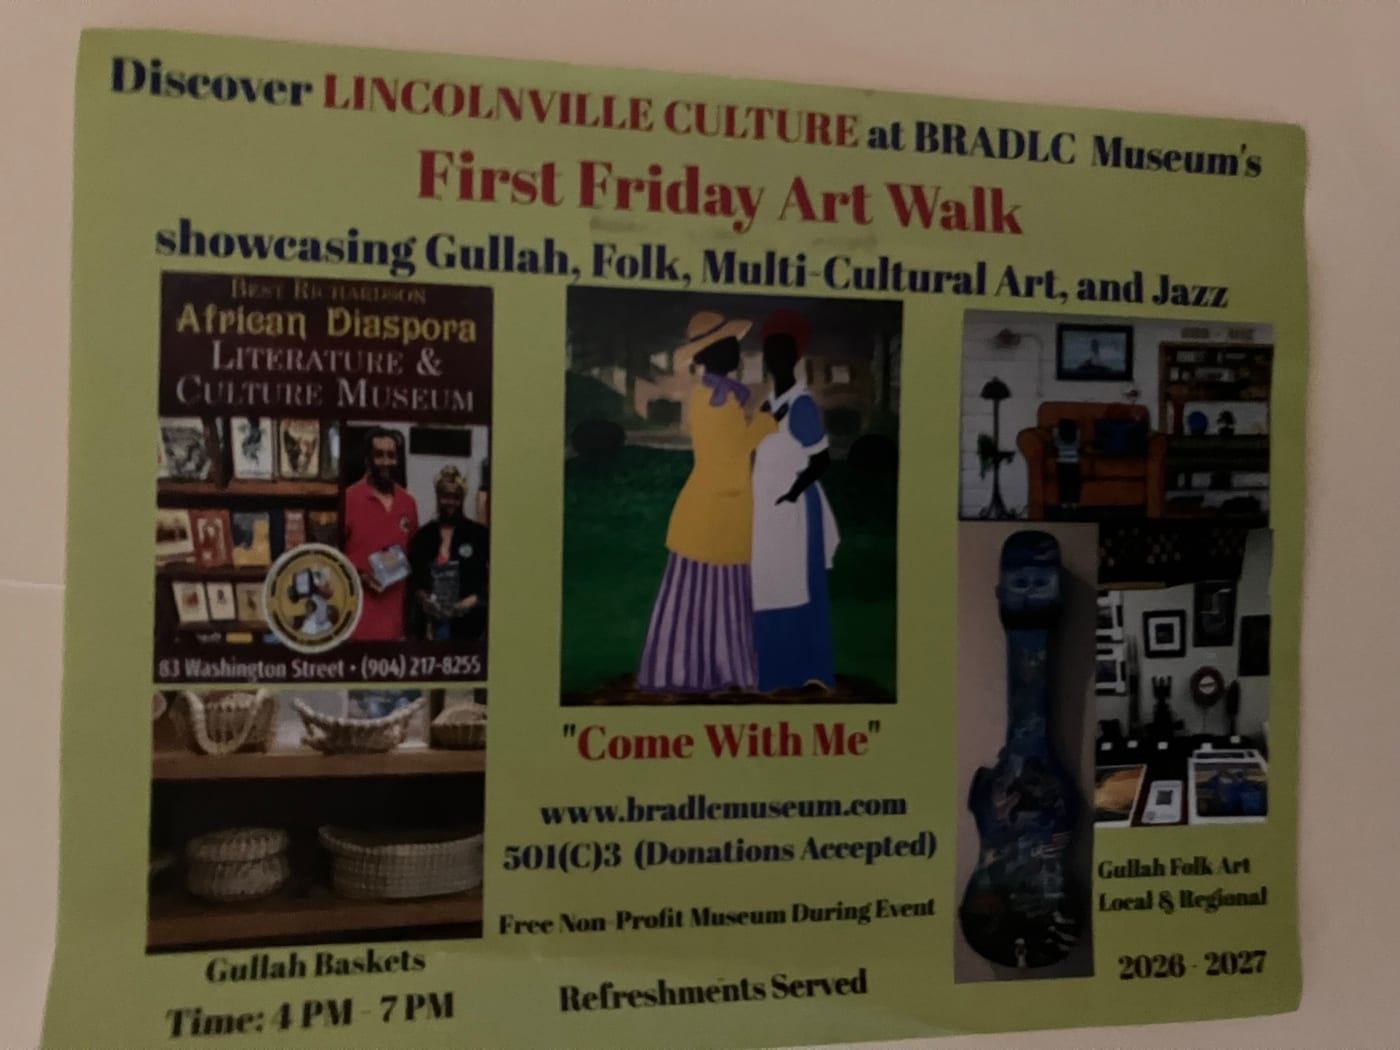 Discover LINCOLNVILLE CULTURE at BRADLC Museum's
First Friday Art Walk
showcasing Gullah, Folk, Multi-Cultural Art, and Jazz
BEST RICHARDSON
African Diaspora
LITERATURE &
CULTURE MUSEUM
83 Washington Street • (904) 217-8255
Gullah Baskets
Time: 4 PM - 7 PM
"Come With Me"
www.bradlcmuseum.com
501(C)3 (Donations Accepted)
Free Non-Profit Museum During Event
Refreshments Served
Gullah Folk Art
Local & Regional
2026 - 2027